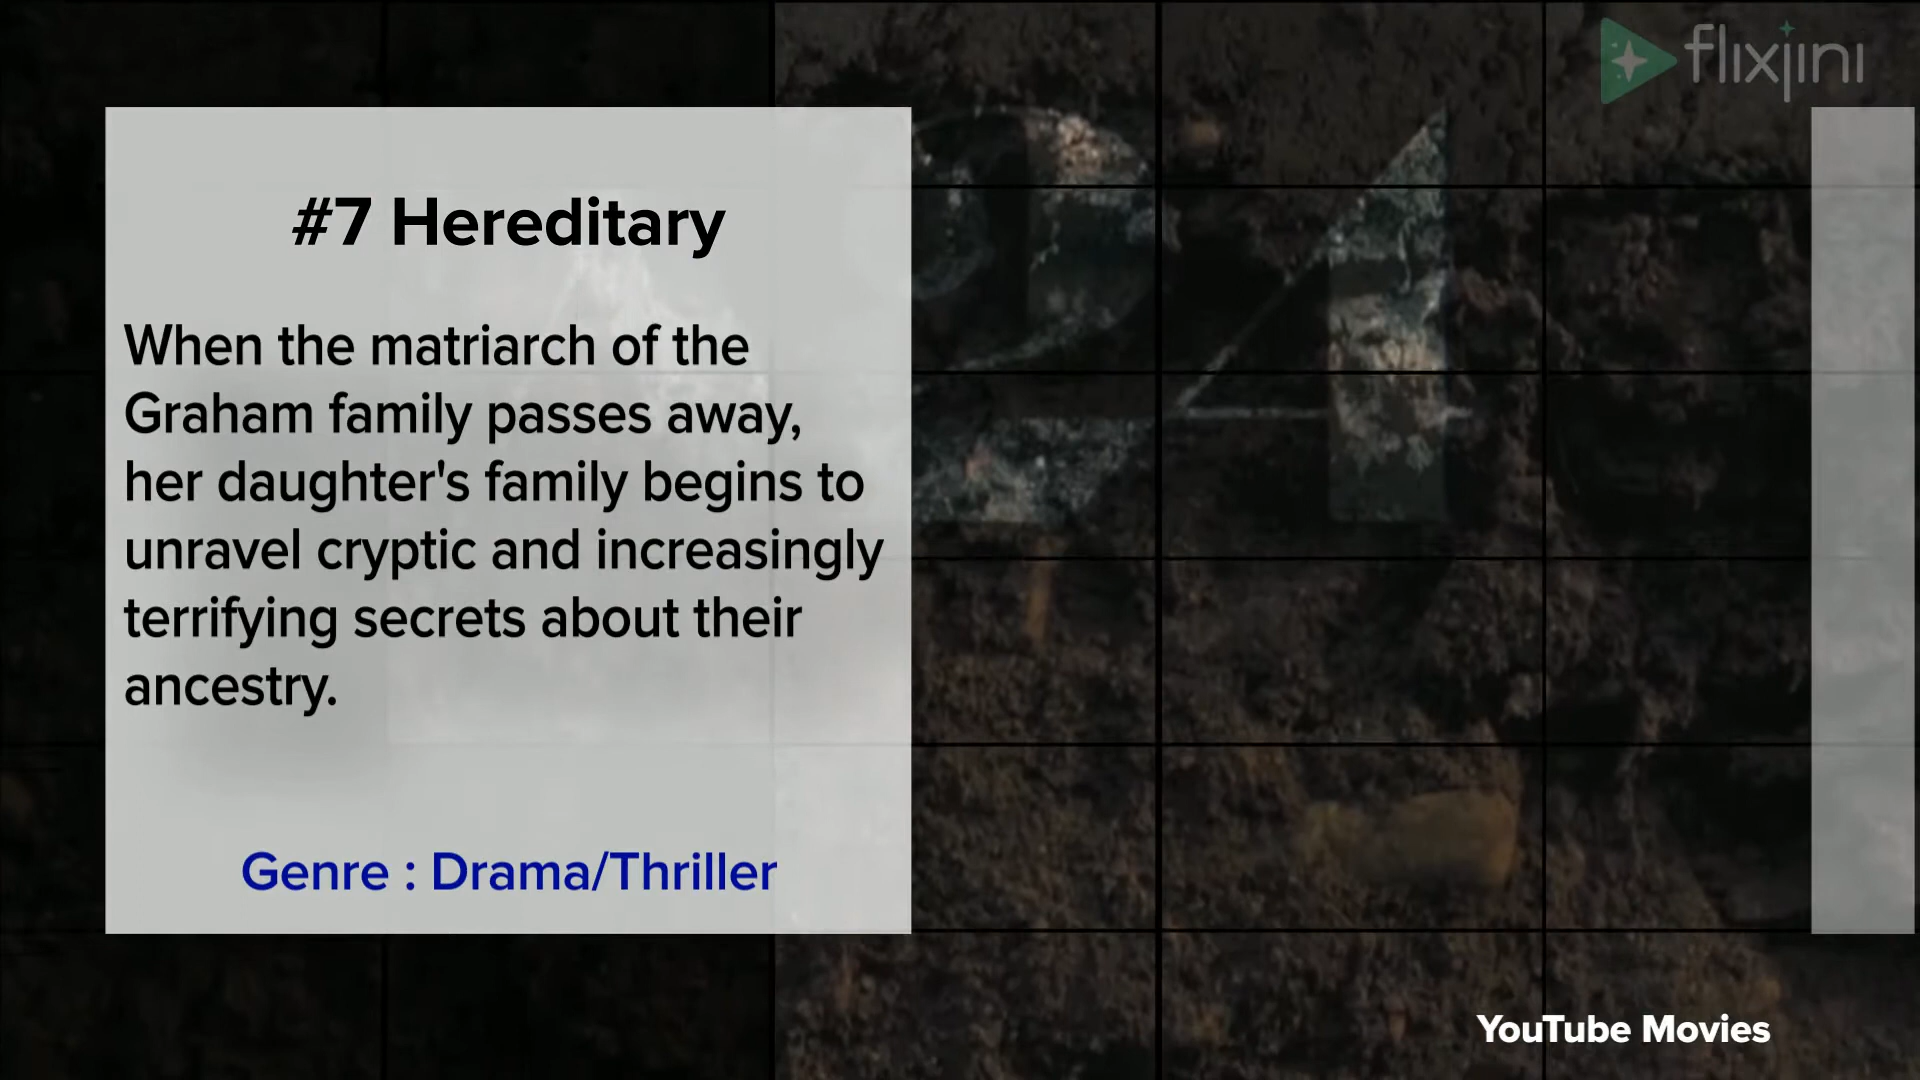 flixjini
#7 Hereditary
When the matriarch of the
Graham family passes away,
her daughter's family begins to
unravel cryptic and increasingly
terrifying secrets about their
ancestry.
Genre : Drama/Thriller
YouTube Movies